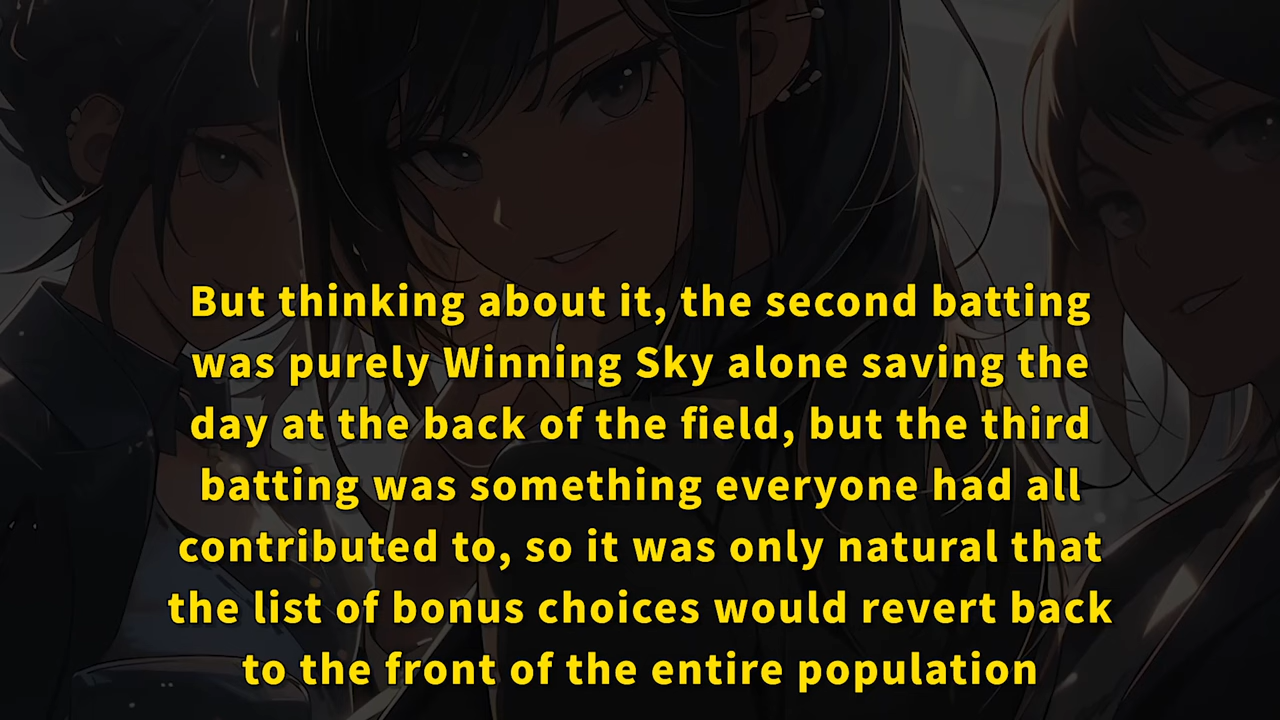 But thinking about it, the second batting
was purely Winning Sky alone saving the
day at the back of the field, but the third
batting was something everyone had all
contributed to, so it was only natural that
the list of bonus choices would revert back
to the front of the entire population